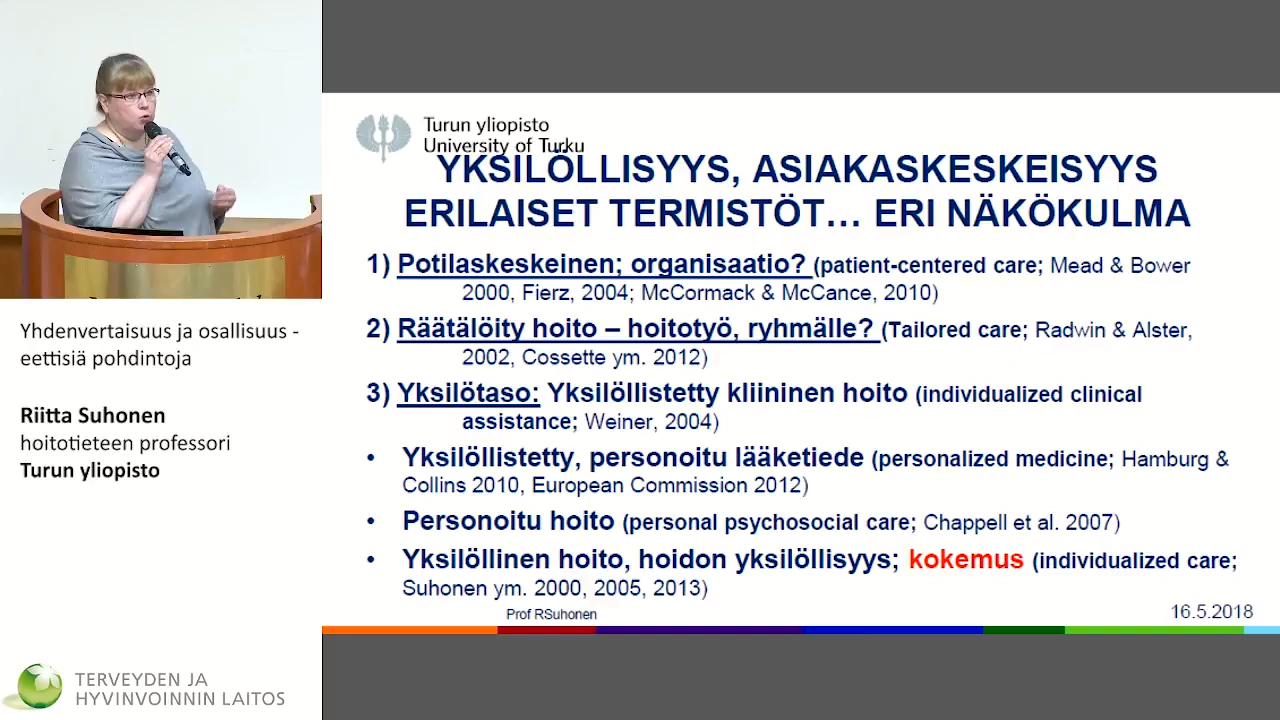 Turun yliopisto
University of Turku
YKSILÖLLISYYS, ASIAKASKESKEISYYS
ERILAISET TERMISTÖT… ERI NÄKÖKULMA
1) Potilaskeskeinen; organisaatio? (patient-centered care; Mead & Bower
2000, Fierz, 2004; McCormack & McCance, 2010)
2) Räätälöity hoito – hoitotyö, ryhmälle? (Tailored care; Radwin & Alster,
2002, Cossette ym. 2012)
3) Yksilötaso: Yksilöllistetty kliininen hoito (individualized clinical
assistance; Weiner, 2004)
• Yksilöllistetty, personoitu lääketiede (personalized medicine; Hamburg &
Collins 2010, European Commission 2012)
• Personoitu hoito (personal psychosocial care; Chappell et al. 2007)
• Yksilöllinen hoito, hoidon yksilöllisyys; kokemus (individualized care;
Suhonen ym. 2000, 2005, 2013)
Prof RSuhonen
16.5.2018
Yhdenvertaisuus ja osallisuus -
eettisiä pohdintoja
Riitta Suhonen
hoitotieteen professori
Turun yliopisto
TERVEYDEN JA
HYVINVOINNIN LAITOS